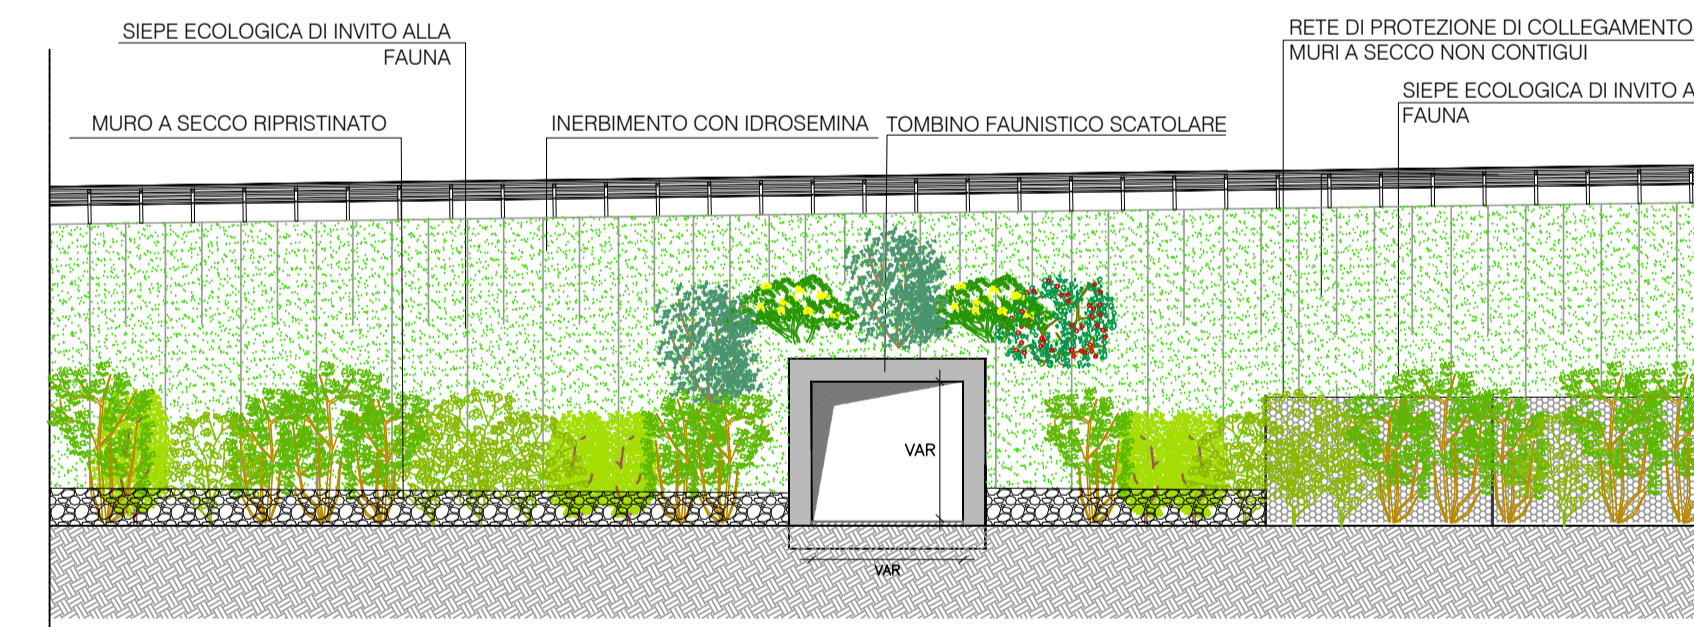 SIEPE ECOLOGICA DI INVITO ALLA
FAUNA
RETE DI PROTEZIONE DI COLLEGAMENTO
MURI A SECCO NON CONTIGUI
SIEPE ECOLOGICA DI INVITO A
FAUNA
MURO A SECCO RIPRISTINATO
INERBIMENTO CON IDROSEMINA
TOMBINO FAUNISTICO SCATOLARE
VAR
VAR